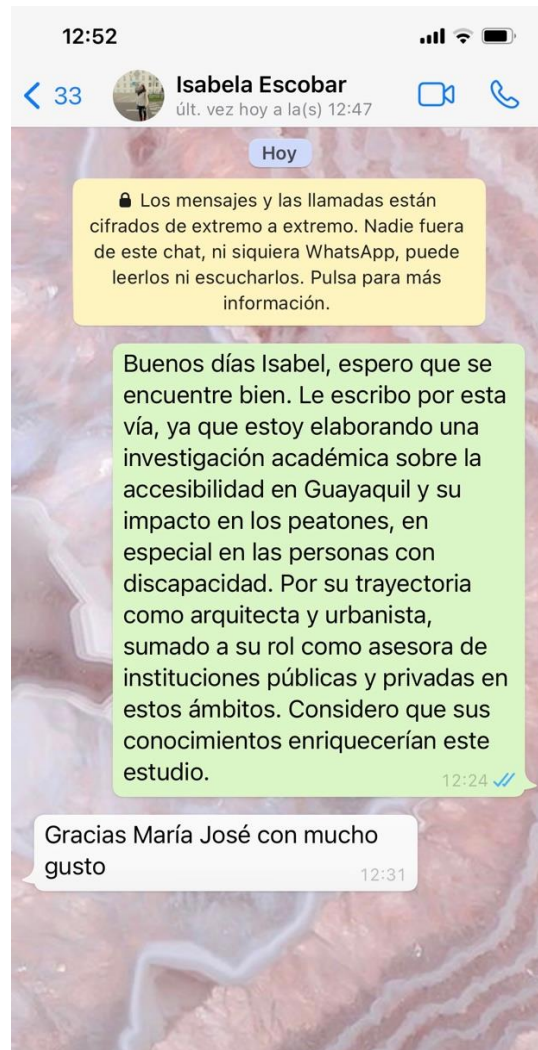 12:52
33
Isabela Escobar
últ. vez hoy a la(s) 12:47
Hoy
Los mensajes y las llamadas están
cifrados de extremo a extremo. Nadie fuera
de este chat, ni siquiera WhatsApp, puede
leerlos ni escucharlos. Pulsa para más
información.
Buenos días Isabel, espero que se
encuentre bien. Le escribo por esta
vía, ya que estoy elaborando una
investigación académica sobre la
accesibilidad en Guayaquil y su
impacto en los peatones, en
especial en las personas con
discapacidad. Por su trayectoria
como arquitecta y urbanista,
sumado a su rol como asesora de
instituciones públicas y privadas en
estos ámbitos. Considero que sus
conocimientos enriquecerían este
estudio.
12:24
Gracias María José con mucho
gusto
12:31